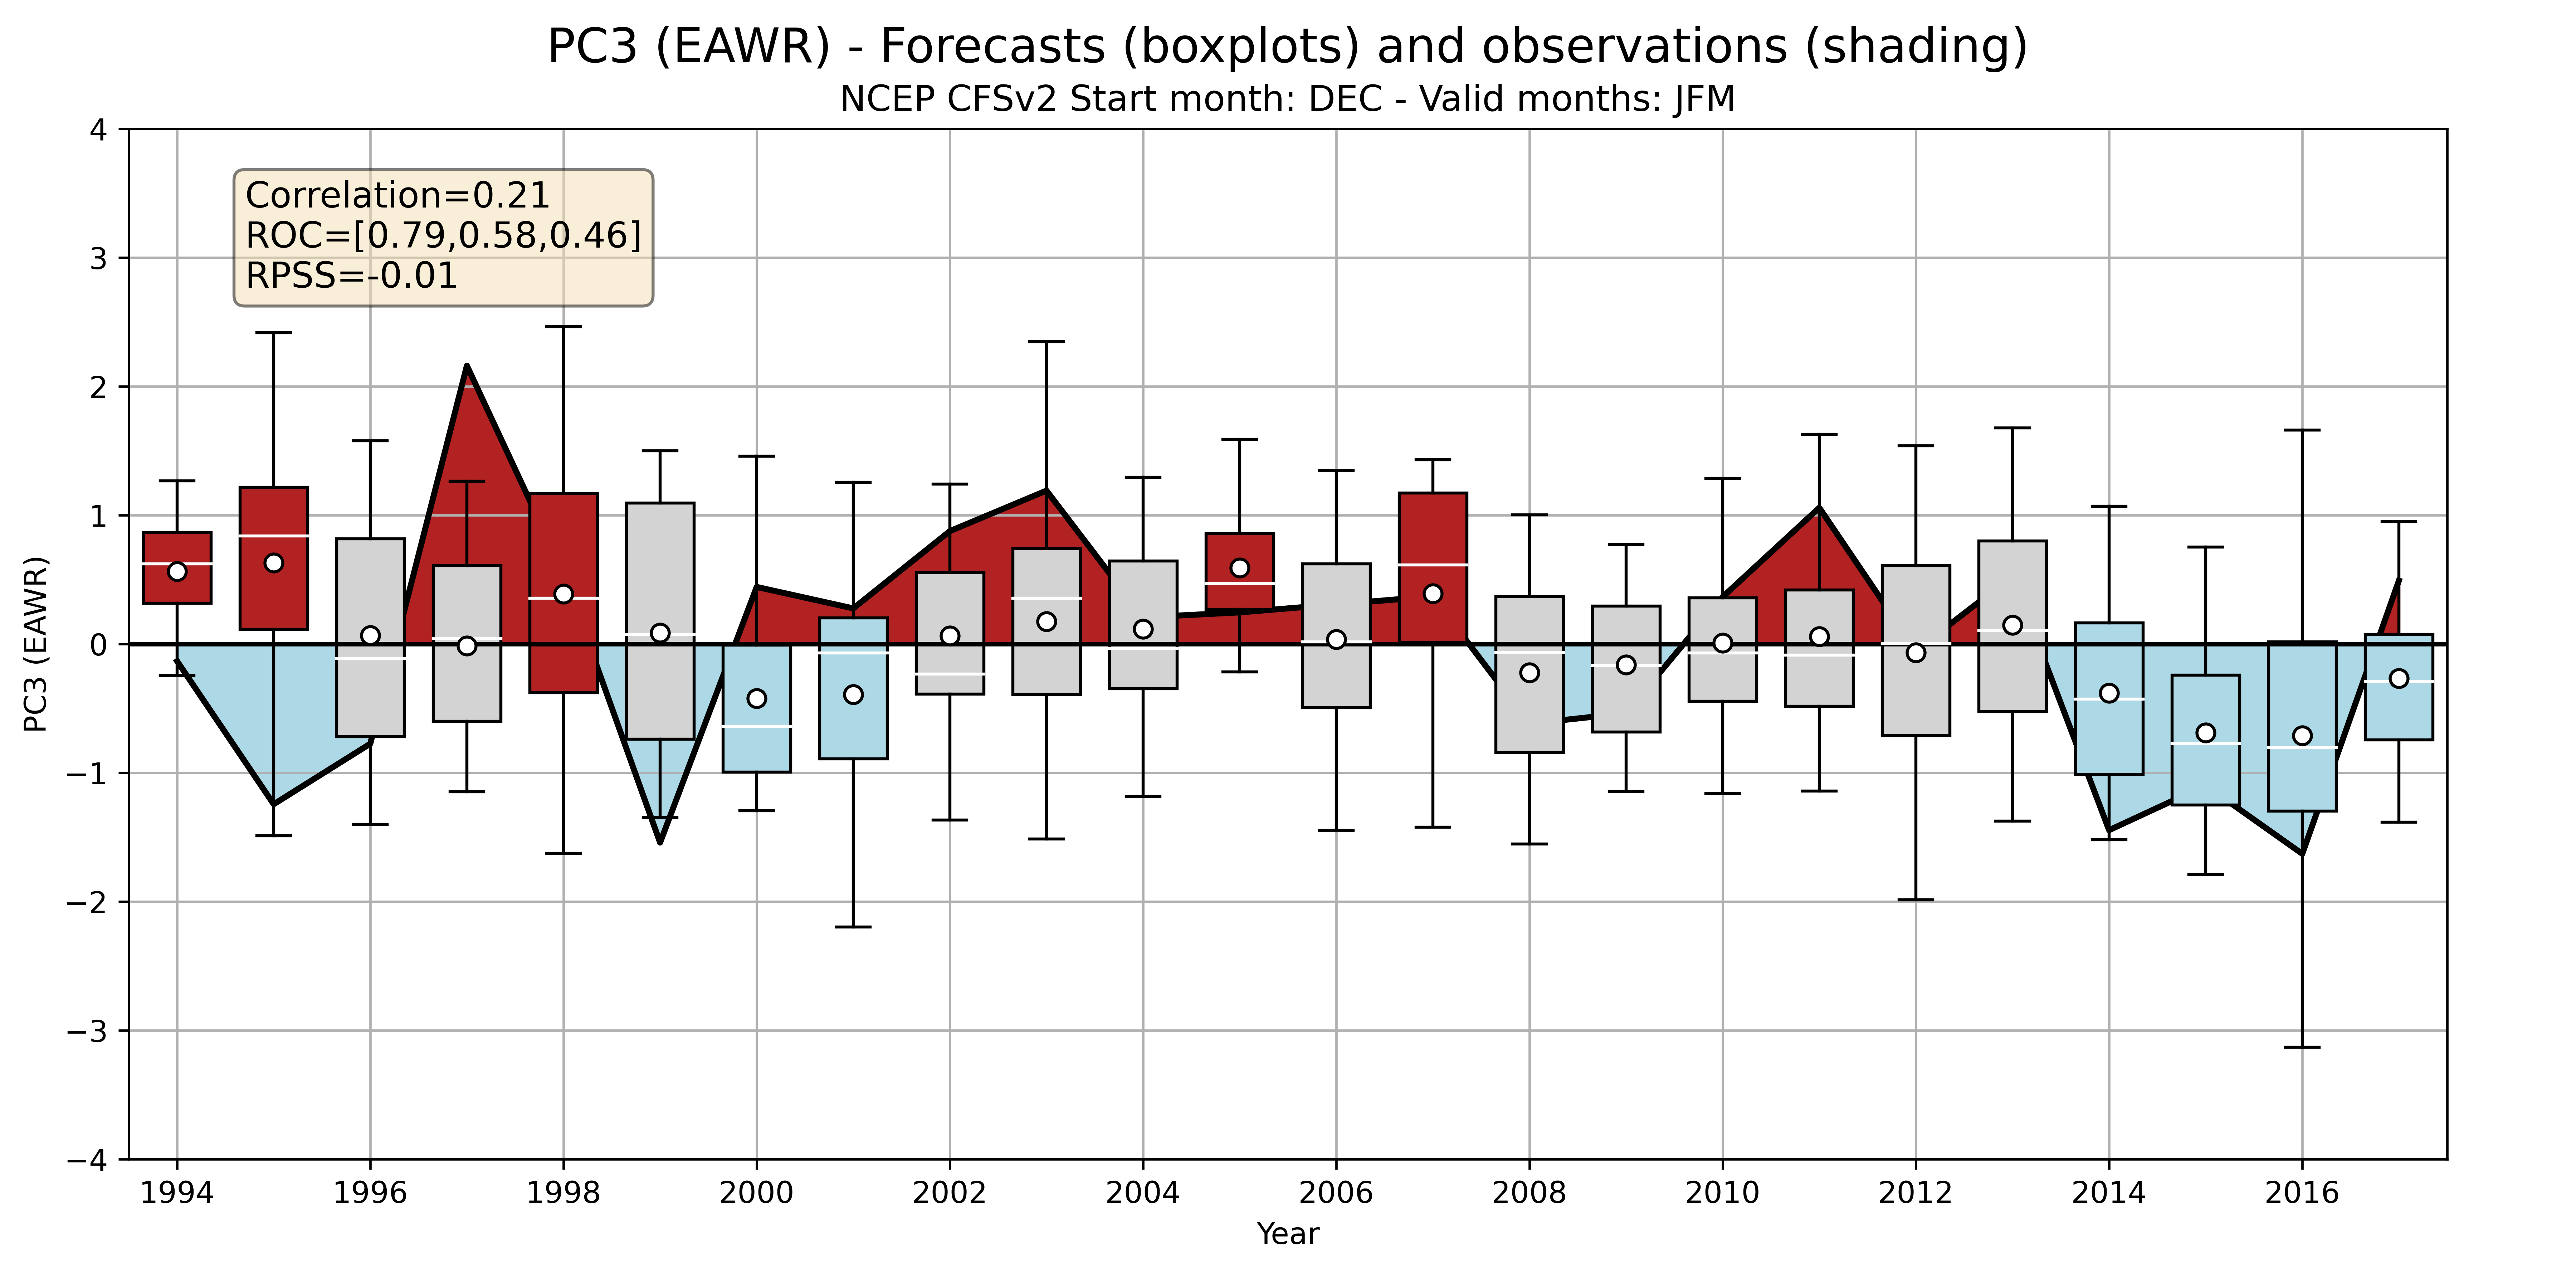 PC3 (EAWR) - Forecasts (boxplots) and observations (shading)
NCEP CFSv2 Start month: DEC - Valid months: JFM
Correlation=0.21
ROC=[0.79,0.58,0.46]
RPSS=-0.01
PC3 (EAWR)
4
3
2
1
0
−1
−2
−3
−4
1994 1996 1998 2000 2002 2004 2006 2008 2010 2012 2014 2016
Year